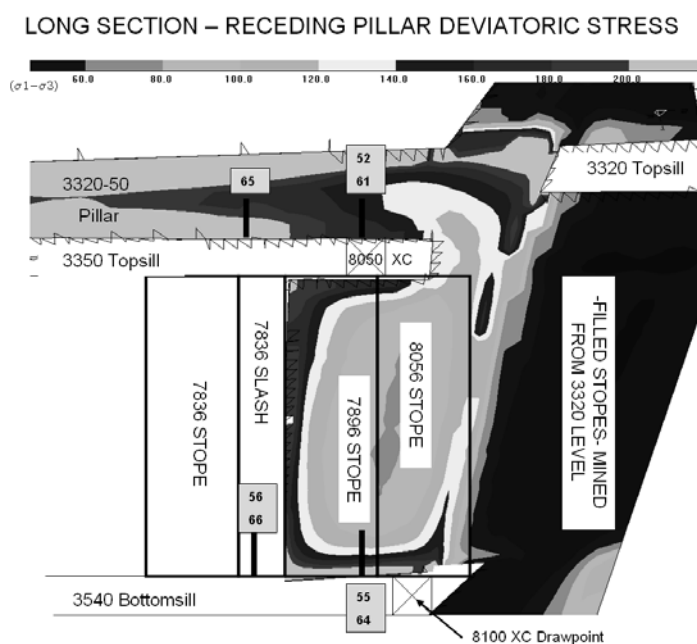 LONG SECTION – RECEDING PILLAR DEVIATORIC STRESS
(σ1-σ3)
60.0 80.0 100.0 120.0 140.0 160.0 180.0 200.0
3320 Topsill
52
61
65
3320-50
Pillar
3350 Topsill
8050 XC
7836 STOPE
7836 SLASH
7896 STOPE
8056 STOPE
-FILLED STOPES- MINED
FROM 3320 LEVEL
56
66
55
64
3540 Bottomsill
8100 XC Drawpoint